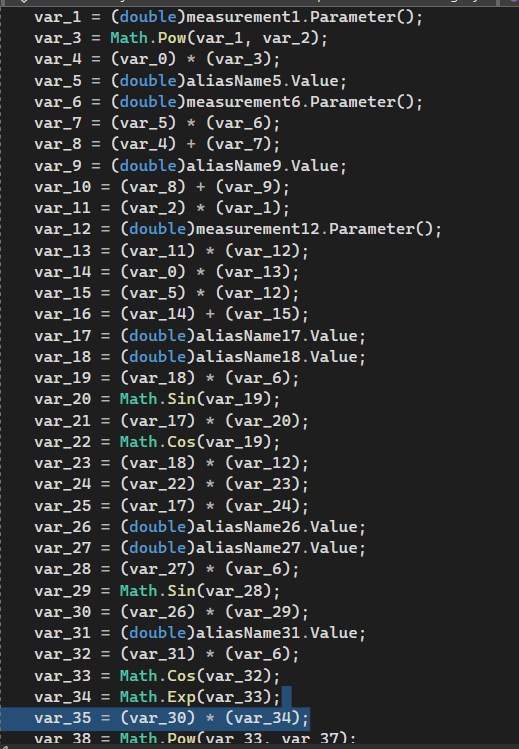 var_1 = (double)measurement1.Parameter();
var_3 = Math.Pow(var_1, var_2);
var_4 = (var_0) * (var_3);
var_5 = (double)aliasName5.Value;
var_6 = (double)measurement6.Parameter();
var_7 = (var_5) * (var_6);
var_8 = (var_4) + (var_7);
var_9 = (double)aliasName9.Value;
var_10 = (var_8) + (var_9);
var_11 = (var_2) * (var_1);
var_12 = (double)measurement12.Parameter();
var_13 = (var_11) * (var_12);
var_14 = (var_0) * (var_13);
var_15 = (var_5) * (var_12);
var_16 = (var_14) + (var_15);
var_17 = (double)aliasName17.Value;
var_18 = (double)aliasName18.Value;
var_19 = (var_18) * (var_6);
var_20 = Math.Sin(var_19);
var_21 = (var_17) * (var_20);
var_22 = Math.Cos(var_19);
var_23 = (var_18) * (var_12);
var_24 = (var_22) * (var_23);
var_25 = (var_17) * (var_24);
var_26 = (double)aliasName26.Value;
var_27 = (double)aliasName27.Value;
var_28 = (var_27) * (var_6);
var_29 = Math.Sin(var_28);
var_30 = (var_26) * (var_29);
var_31 = (double)aliasName31.Value;
var_32 = (var_31) * (var_6);
var_33 = Math.Cos(var_32);
var_34 = Math.Exp(var_33);
var_35 = (var_30) * (var_34);
var_38 = Math.Pow(var_33, var_37);